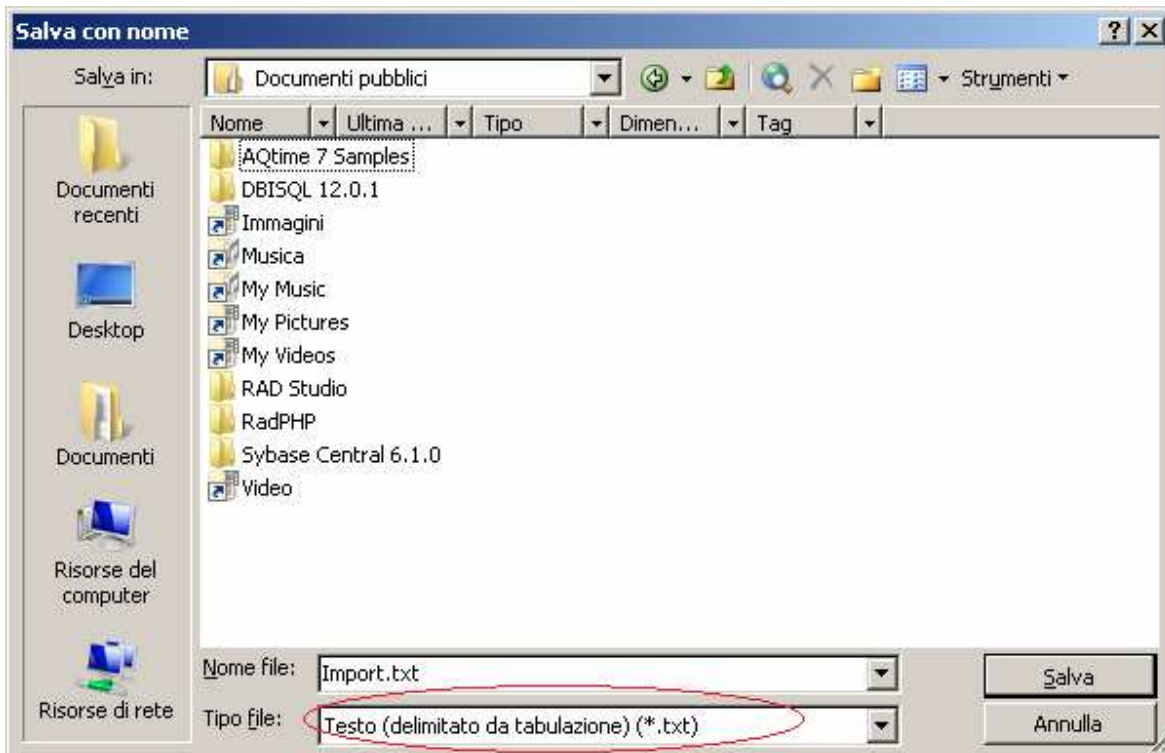 Salva con nome
Salva in:
Documenti pubblici
Strumenti
Nome Ultima ... Tipo Dimen... Tag
Documenti recenti
Desktop
Documenti
Risorse del computer
Risorse di rete
AQtime 7 Samples
DBISQL 12.0.1
Immagini
Musica
My Music
My Pictures
My Videos
RAD Studio
RadPHP
Sybase Central 6.1.0
Video
Nome file:
Import.txt
Salva
Tipo file:
Testo (delimitato da tabulazione) (*.txt)
Annulla